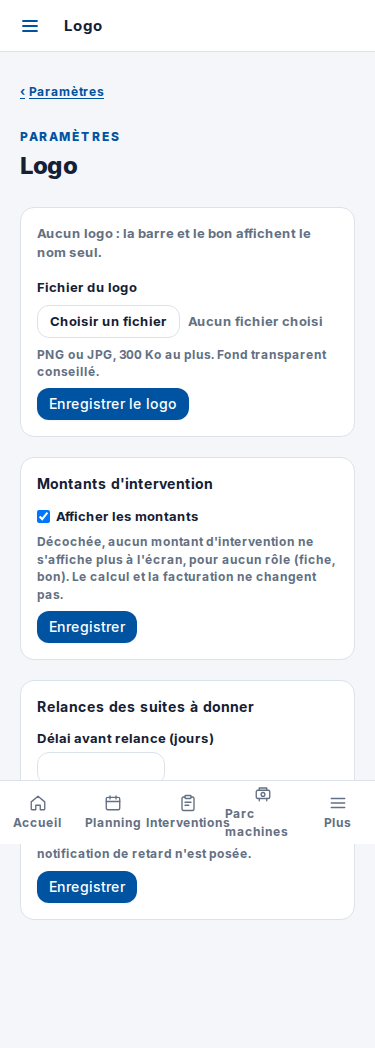 Logo
‹ Paramètres
PARAMÈTRES
Logo
Aucun logo : la barre et le bon affichent le
nom seul.
Fichier du logo
Choisir un fichier Aucun fichier choisi
PNG ou JPG, 300 Ko au plus. Fond transparent
conseillé.
Enregistrer le logo
Montants d'intervention
Afficher les montants
Décochée, aucun montant d'intervention ne
s'affiche plus à l'écran, pour aucun rôle (fiche,
bon). Le calcul et la facturation ne changent
pas.
Enregistrer
Relances des suites à donner
Délai avant relance (jours)
Accueil
Planning
Interventions
Parc
machines
Plus
notification de retard n'est posée.
Enregistrer